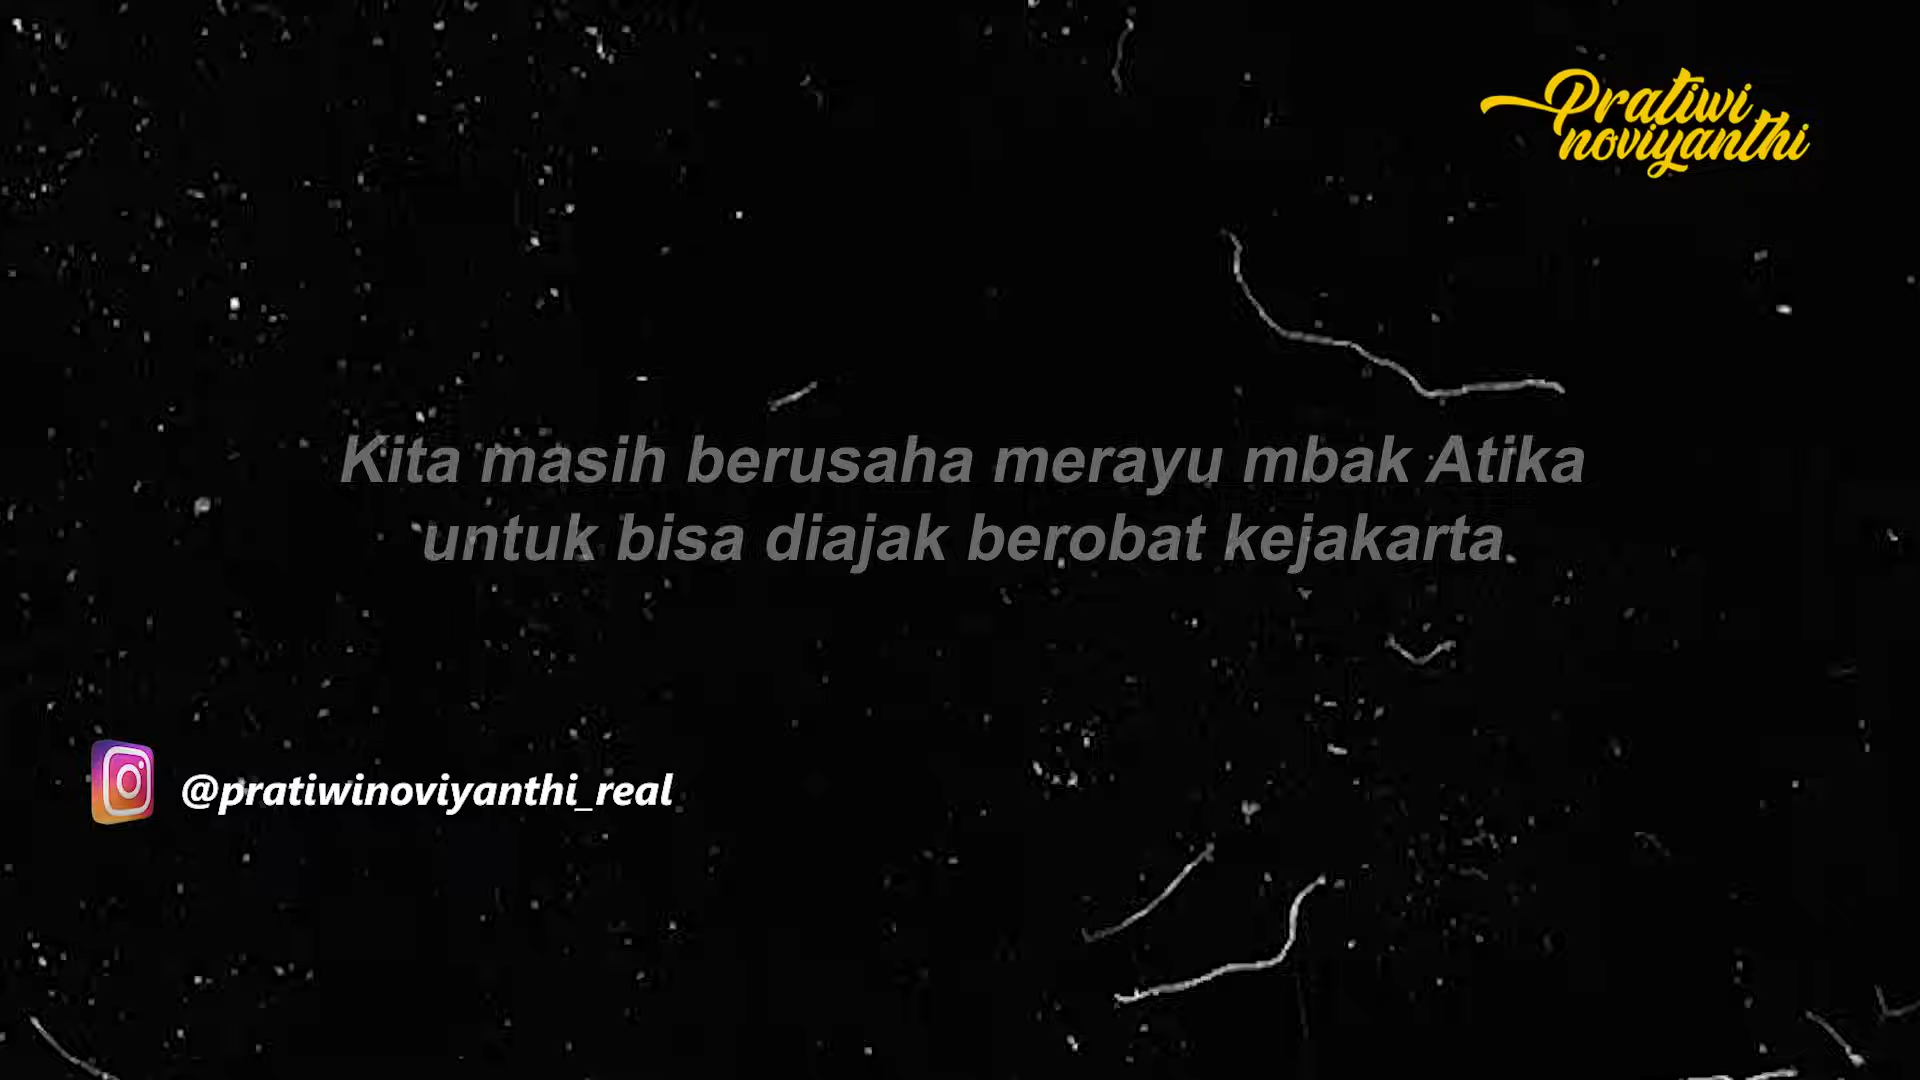 Pratiwi
noviyanthi
Kita masih berusaha merayu mbak Atika
untuk bisa diajak berobat kejakarta
@pratiwinoviyanthi_real